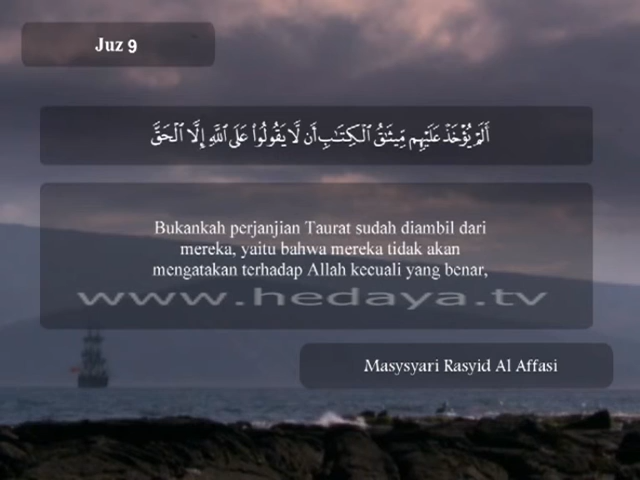 Juz 9
أَلَمْ يُؤْخَذْ عَلَيْهِم مِّيثَٰقُ ٱلْكِتَٰبِ أَن لَّا يَقُولُوا۟ عَلَى ٱللَّهِ إِلَّا ٱلْحَقَّ
Bukankah perjanjian Taurat sudah diambil dari
mereka, yaitu bahwa mereka tidak akan
mengatakan terhadap Allah kecuali yang benar,
www.hedaya.tv
Masysyari Rasyid Al Affasi